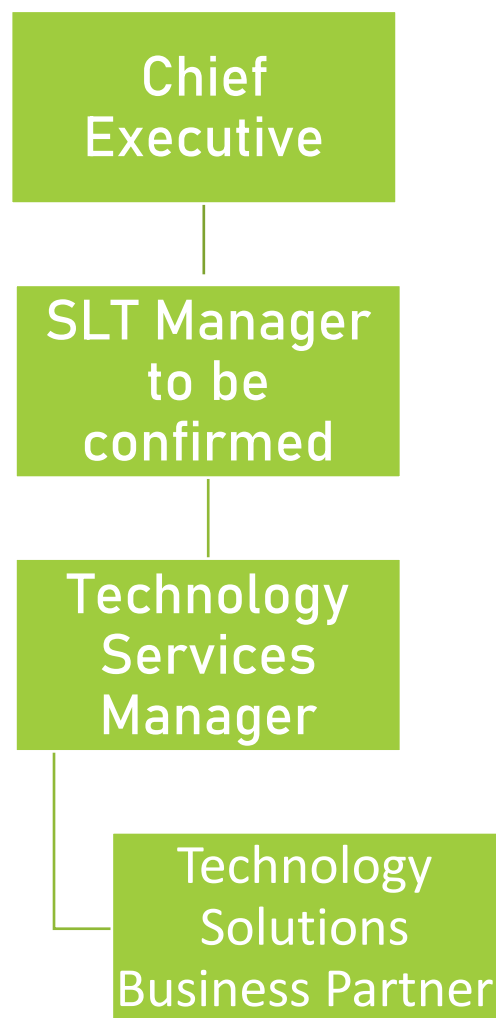 Chief
Executive
SLT Manager
to be
confirmed
Technology
Services
Manager
Technology
Solutions
Business Partner